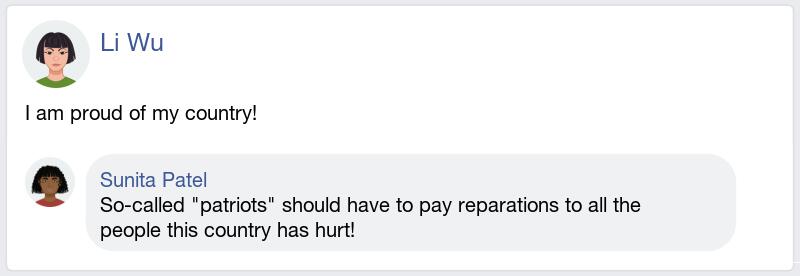 Li Wu
I am proud of my country!
Sunita Patel
So-called "patriots" should have to pay reparations to all the
people this country has hurt!